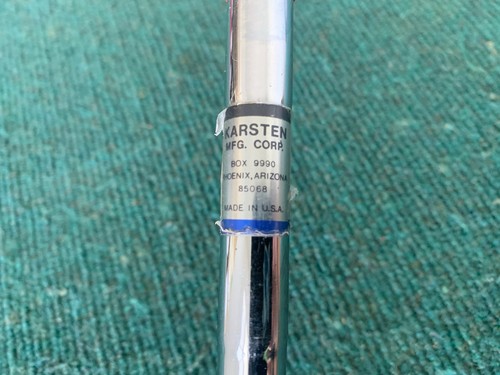 KARSTEN
MFG. CORP.
BOX 9990
PHOENIX, ARIZONA
85068
MADE IN U.S.A.